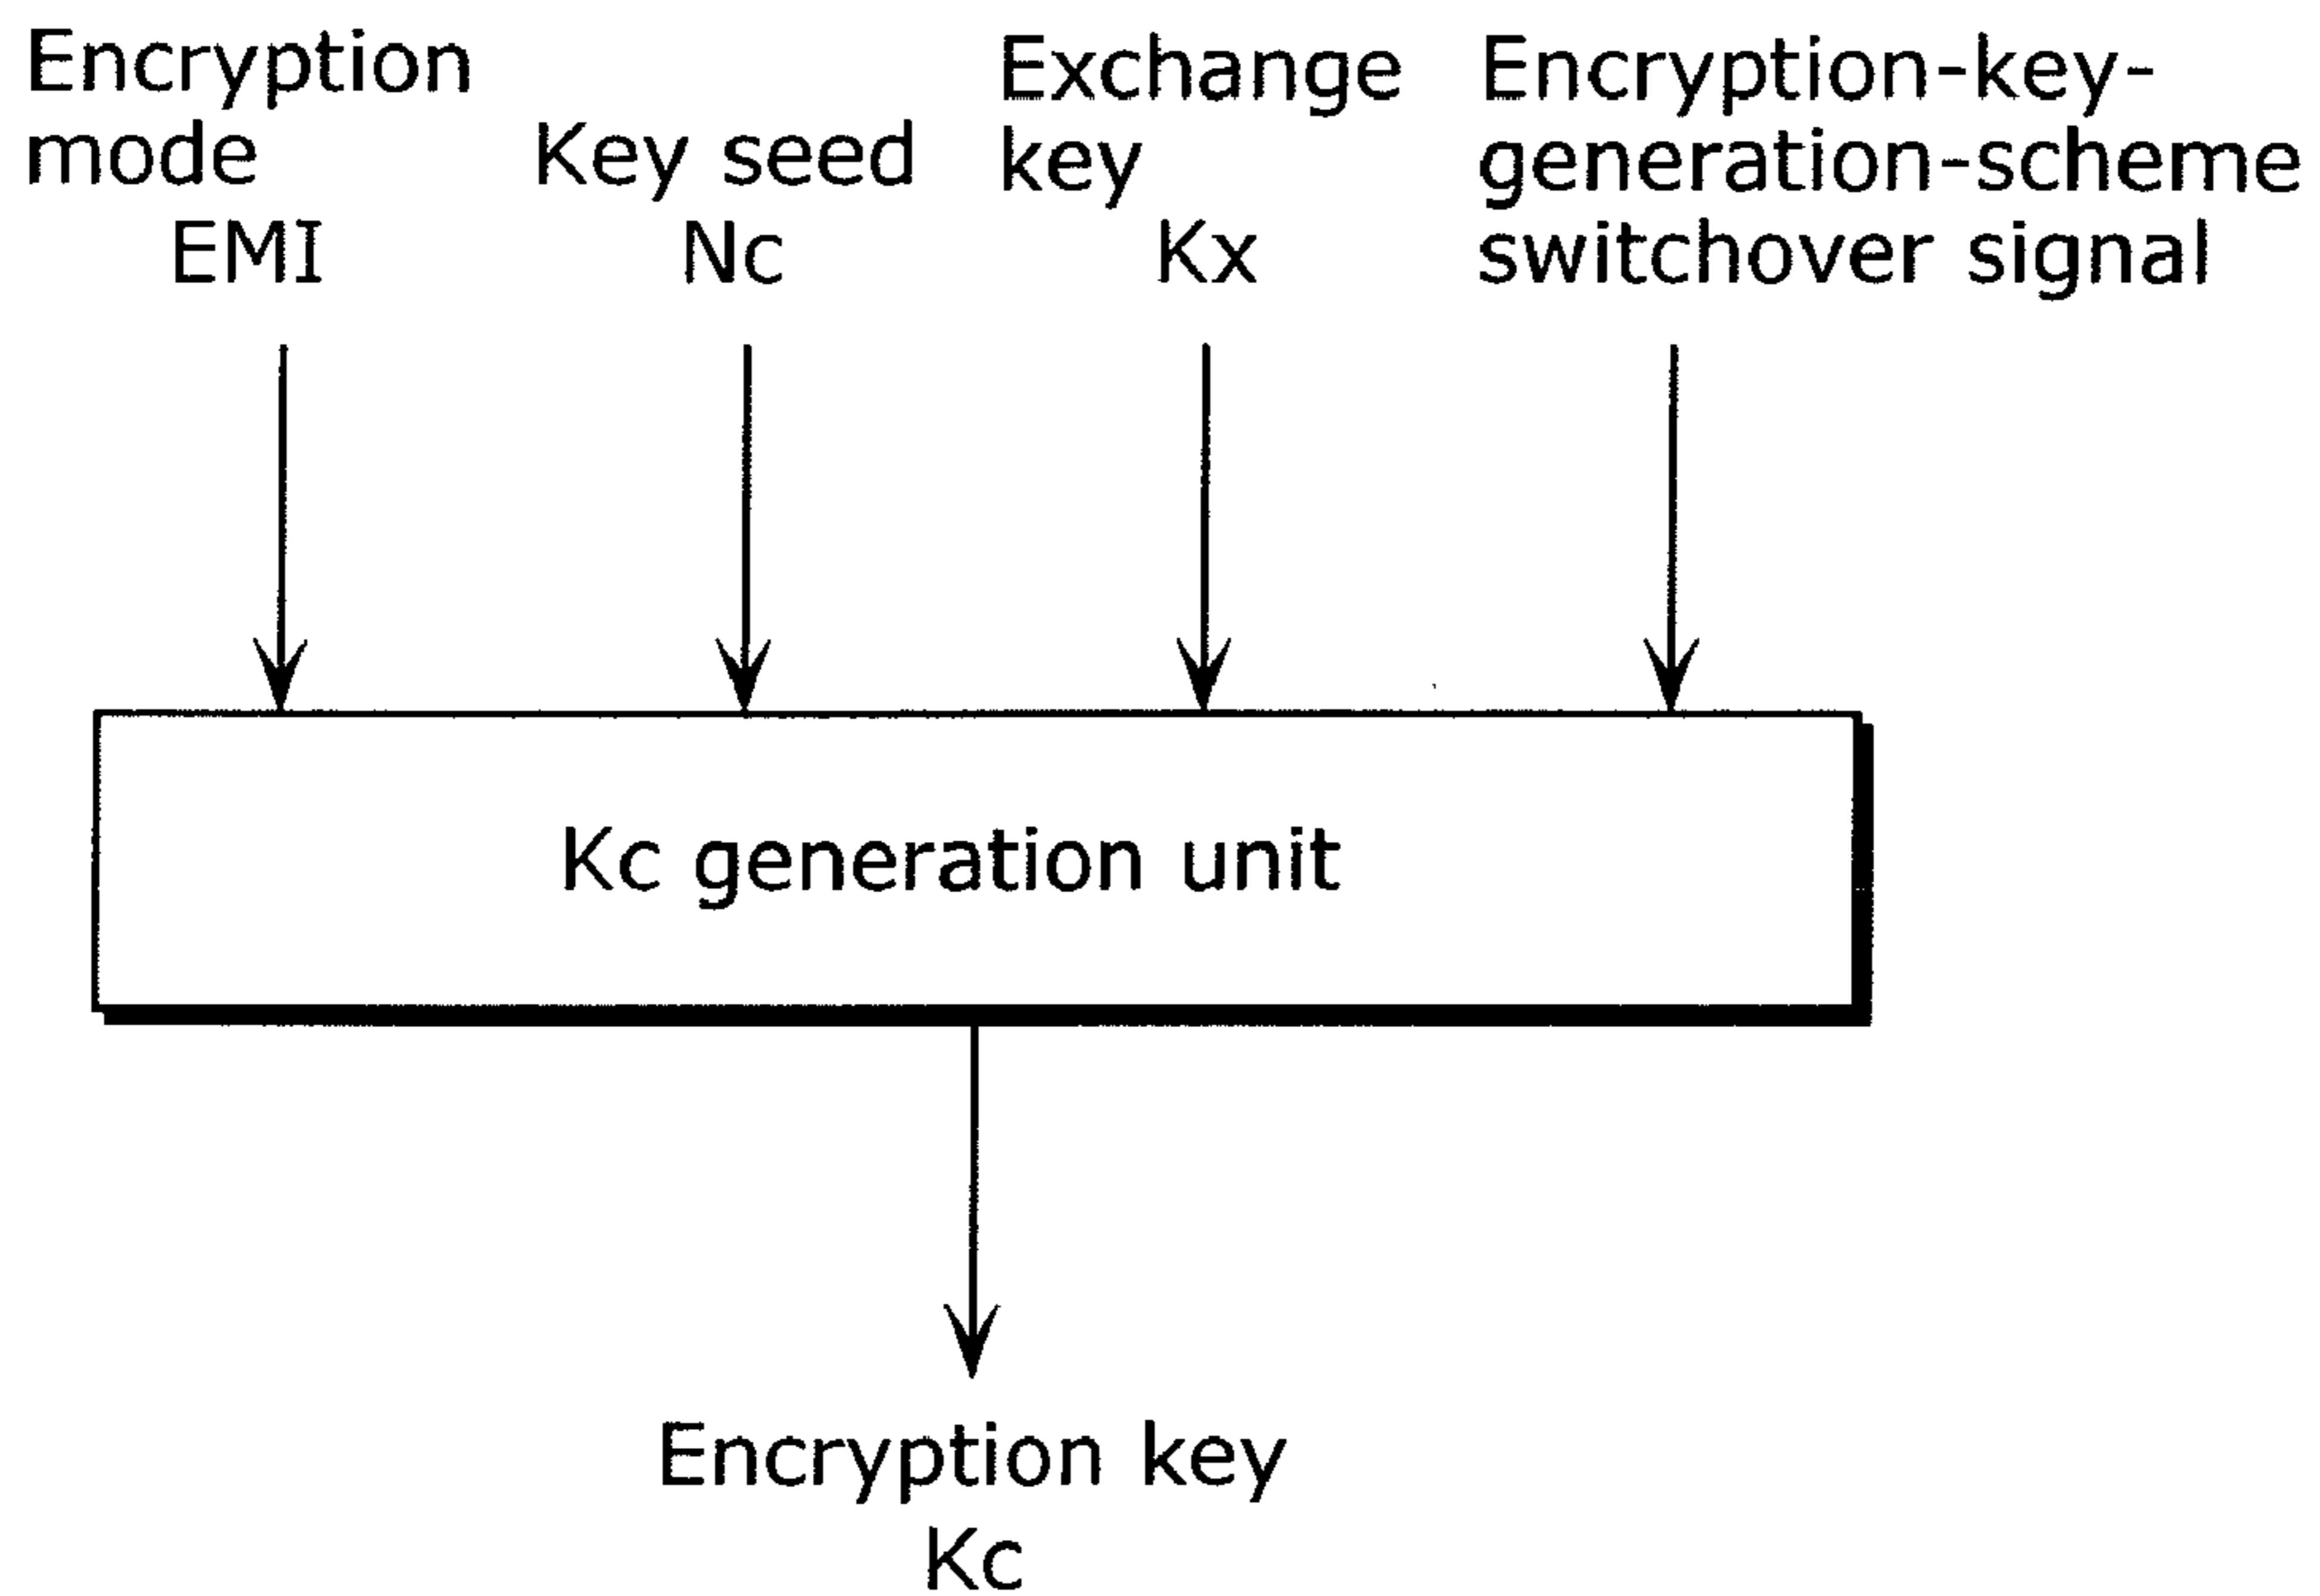 Encryption
mode
EMI
Key seed
Nc
Exchange
key
Kx
Encryption-key-
generation-scheme
switchover signal
Kc generation unit
Encryption key
Kc